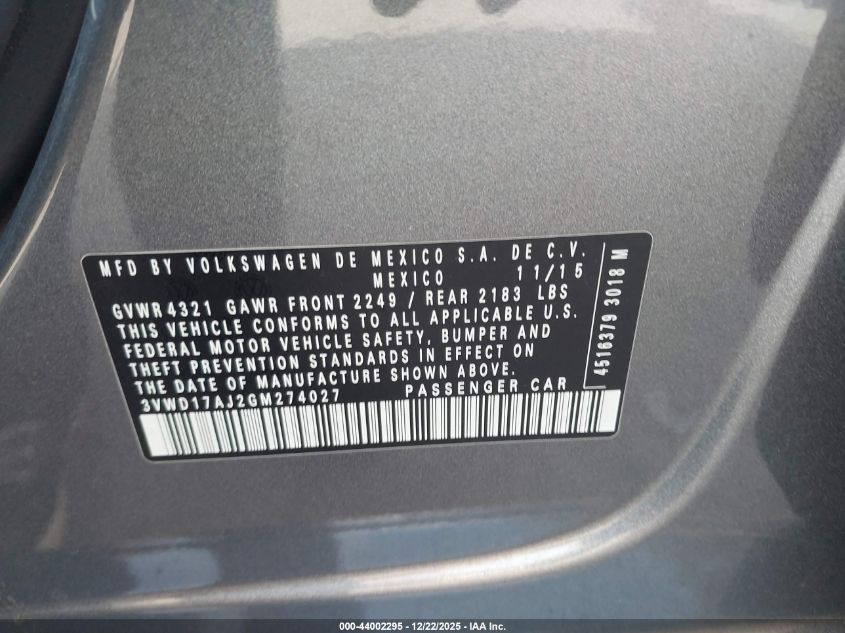 MFD BY VOLKSWAGEN DE MEXICO S.A. DE C.V.
MEXICO 11/15
GVWR 4321 GAWR FRONT 2249 / REAR 2183 LBS
THIS VEHICLE CONFORMS TO ALL APPLICABLE U.S.
FEDERAL MOTOR VEHICLE SAFETY, BUMPER AND
THEFT PREVENTION STANDARDS IN EFFECT ON
THE DATE OF MANUFACTURE SHOWN ABOVE.
3VWD17AJ2GM274027 PASSENGER CAR
4516379 3018 M
000-44002295 - 12/22/2025 - IAA Inc.